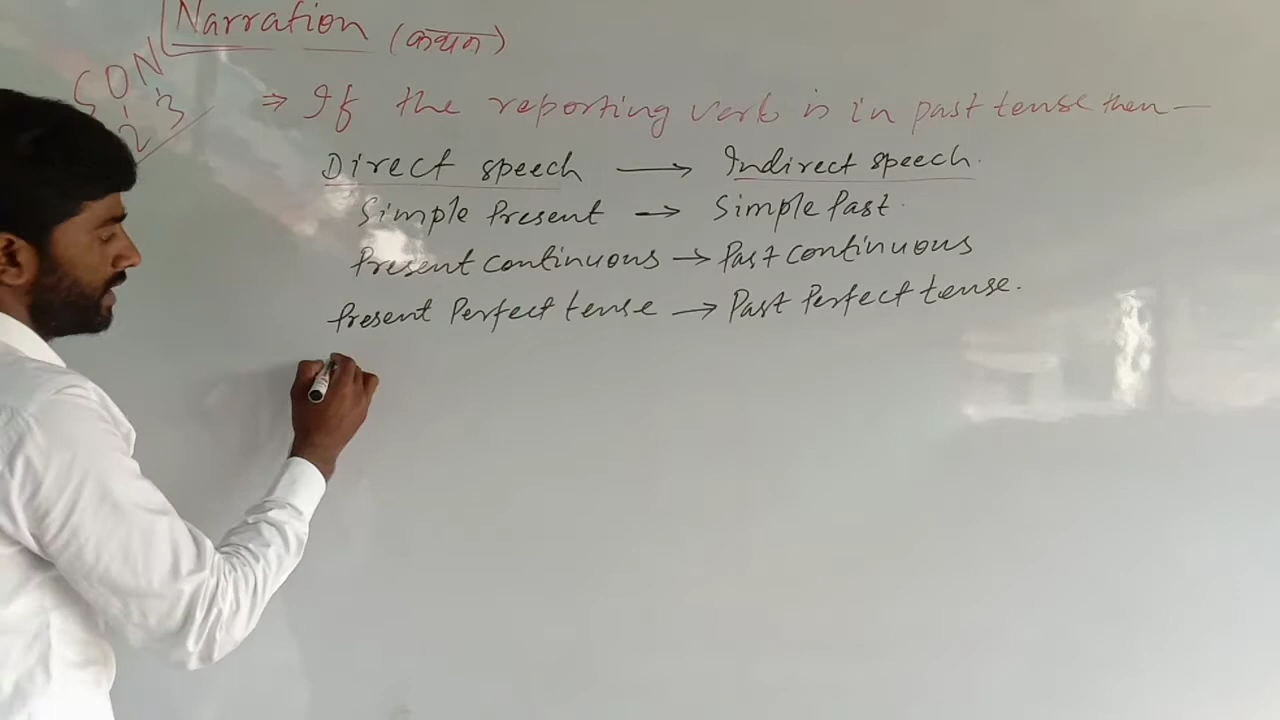 Narration (कथन)
SON
1 2 3
⇒ If the reporting verb is in past tense then —
Direct speech → Indirect speech.
Simple Present → Simple Past.
Present continuous → Past continuous
Present Perfect tense → Past Perfect tense.